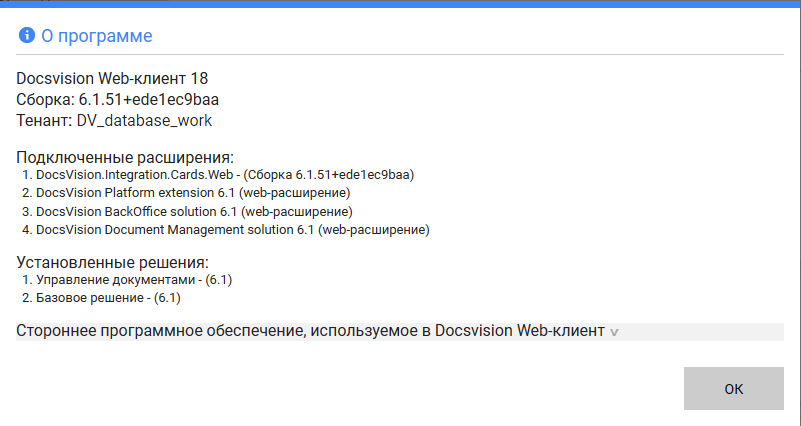 О программе
Docsvision Web-клиент 18
Сборка: 6.1.51+ede1ec9baa
Тенант: DV_database_work
Подключенные расширения:
1. DocsVision.Integration.Cards.Web - (Сборка 6.1.51+ede1ec9baa)
2. DocsVision Platform extension 6.1 (web-расширение)
3. DocsVision BackOffice solution 6.1 (web-расширение)
4. DocsVision Document Management solution 6.1 (web-расширение)
Установленные решения:
1. Управление документами - (6.1)
2. Базовое решение - (6.1)
Стороннее программное обеспечение, используемое в Docsvision Web-клиент
ОК